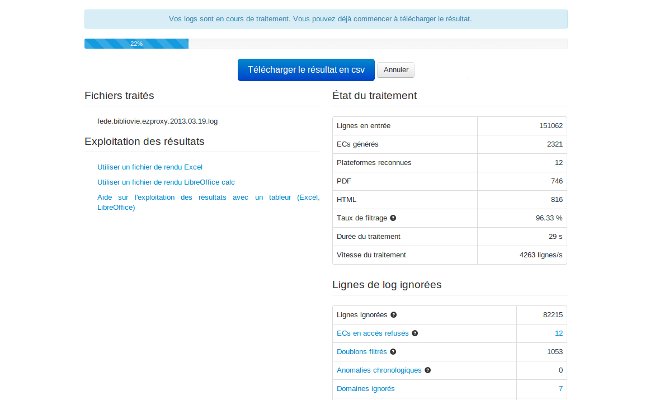 Vos logs sont en cours de traitement. Vous pouvez déjà commencer à télécharger le résultat.
22%
Télécharger le résultat en csv
Annuler
Fichiers traités
fede.bibliovie.ezproxy.2013.03.19.log
Exploitation des résultats
Utiliser un fichier de rendu Excel
Utiliser un fichier de rendu LibreOffice calc
Aide sur l'exploitation des résultats avec un tableur (Excel,
LibreOffice)
État du traitement
Lignes en entrée 151062
ECs générés 2321
Plateformes reconnues 12
PDF 746
HTML 816
Taux de filtrage 96.33 %
Durée du traitement 29 s
Vitesse du traitement 4263 lignes/s
Lignes de log ignorées
Lignes ignorées 82215
ECs en accès refusés 12
Doublons filtrés 1053
Anomalies chronologiques 0
Domaines ignorés 7